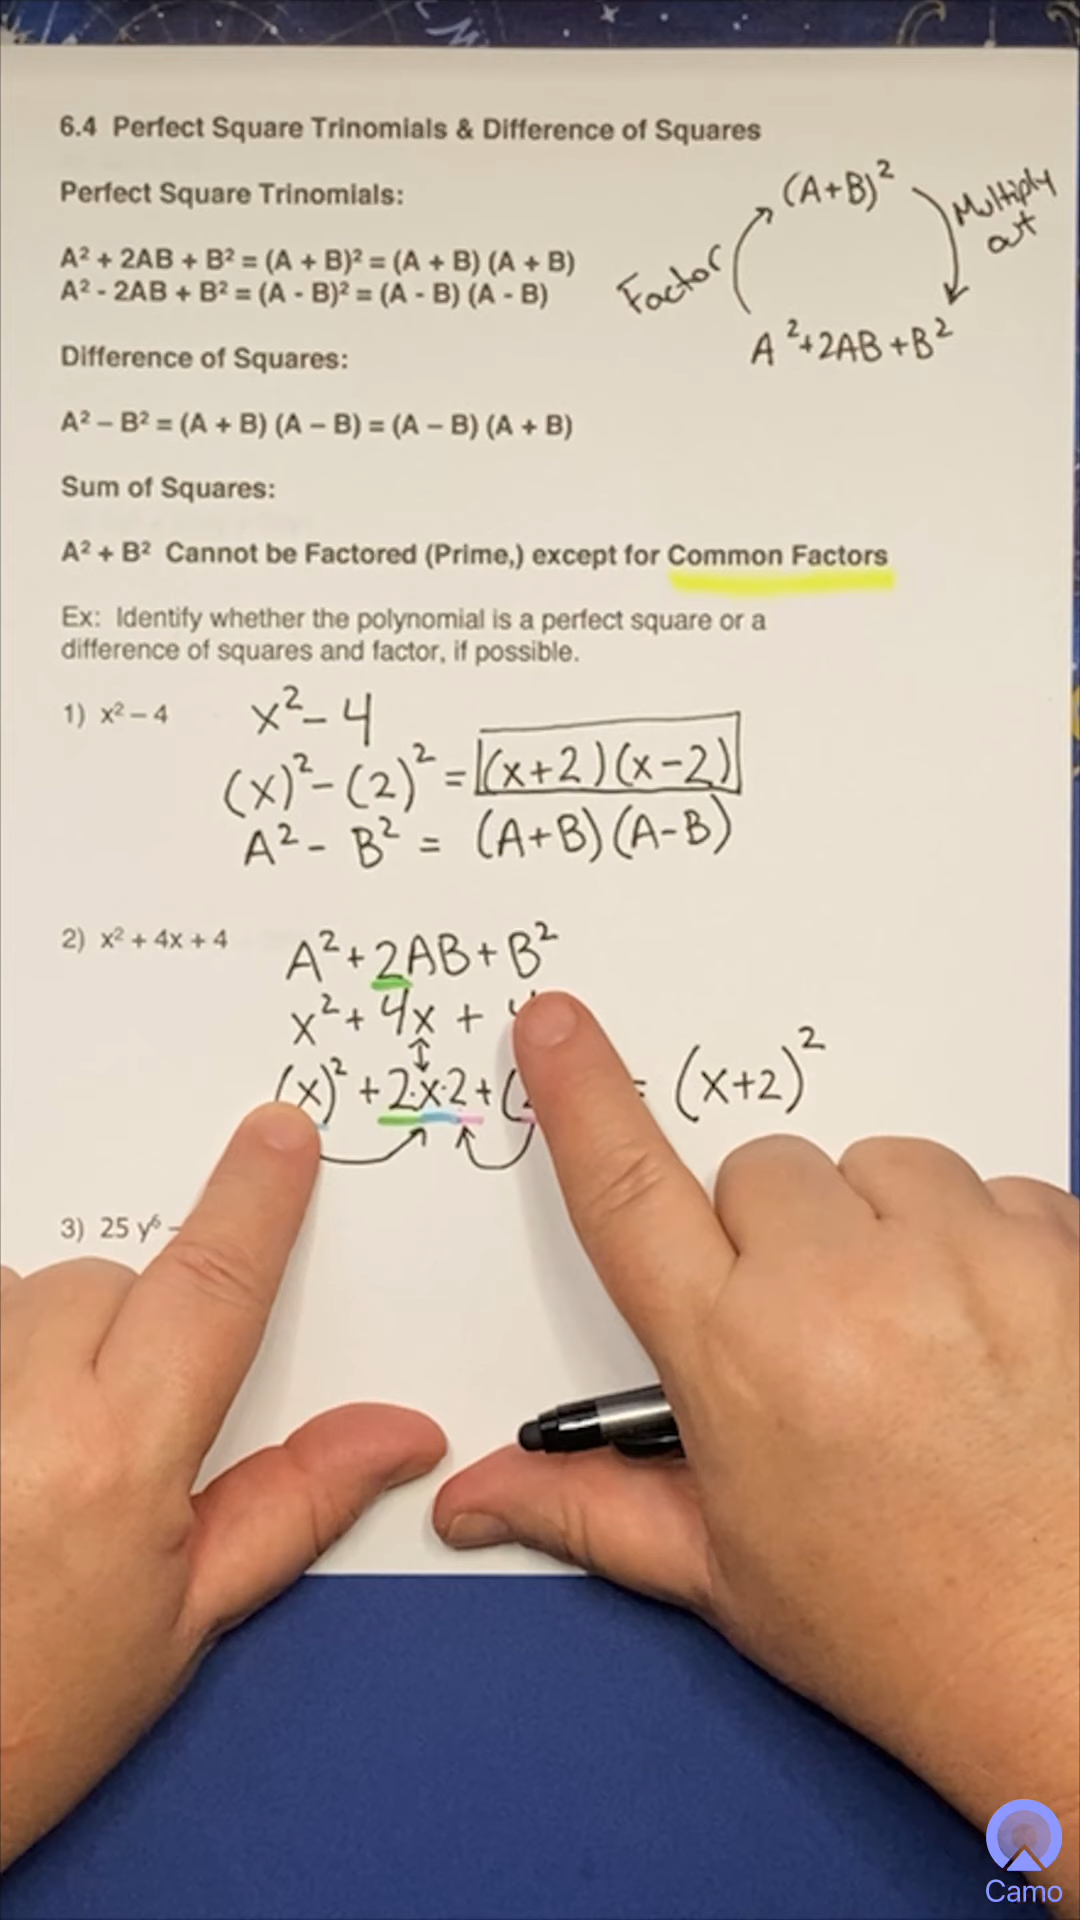 6.4 Perfect Square Trinomials & Difference of Squares
Perfect Square Trinomials:
A² + 2AB + B² = (A + B)² = (A + B) (A + B)
A² - 2AB + B² = (A - B)² = (A - B) (A - B)
(A+B)²
Multiply
out
Factor
A²+2AB+B²
Difference of Squares:
A² – B² = (A + B) (A – B) = (A – B) (A + B)
Sum of Squares:
A² + B² Cannot be Factored (Prime,) except for Common Factors
Ex: Identify whether the polynomial is a perfect square or a
difference of squares and factor, if possible.
1) x² – 4
x²-4
(x)²-(2)² = (x+2)(x-2)
A²- B² = (A+B)(A-B)
2) x² + 4x + 4
A²+2AB+B²
x²+4x +
(x)²+2·x·2+( = (x+2)²
3) 25 y⁶ –
Camo